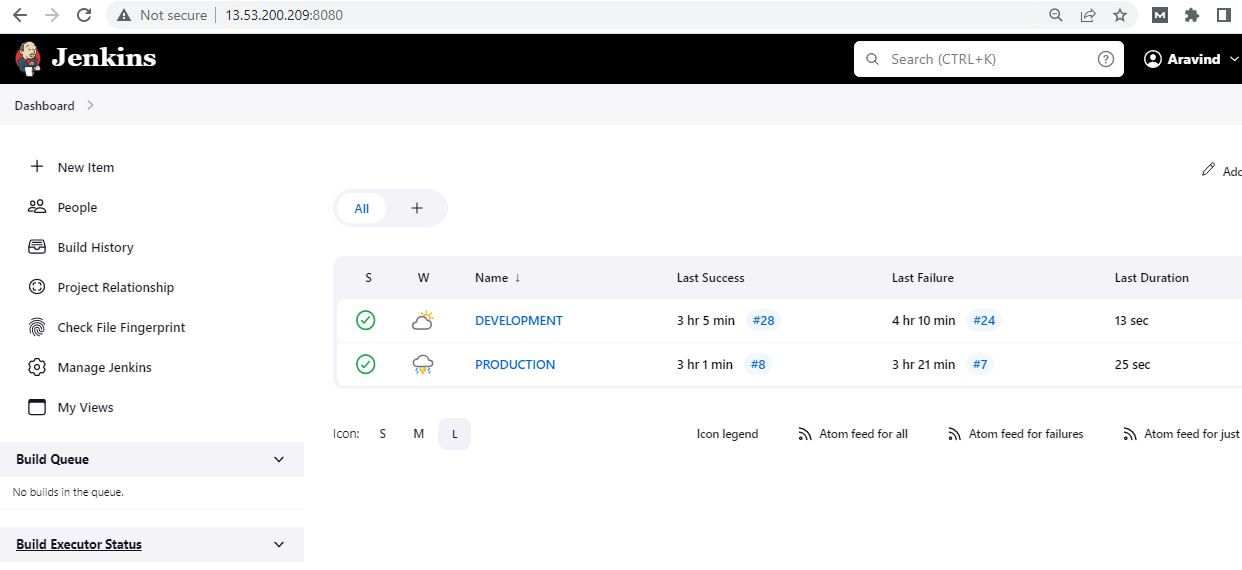 Not secure 13.53.200.209:8080
Jenkins Search (CTRL+K) Aravind
Dashboard
New Item
Add
People
All
Build History
Project Relationship
Check File Fingerprint
Manage Jenkins
My Views
S W Name ↓ Last Success Last Failure Last Duration
DEVELOPMENT 3 hr 5 min #28 4 hr 10 min #24 13 sec
PRODUCTION 3 hr 1 min #8 3 hr 21 min #7 25 sec
Icon: S M L Icon legend Atom feed for all Atom feed for failures Atom feed for just
Build Queue
No builds in the queue.
Build Executor Status